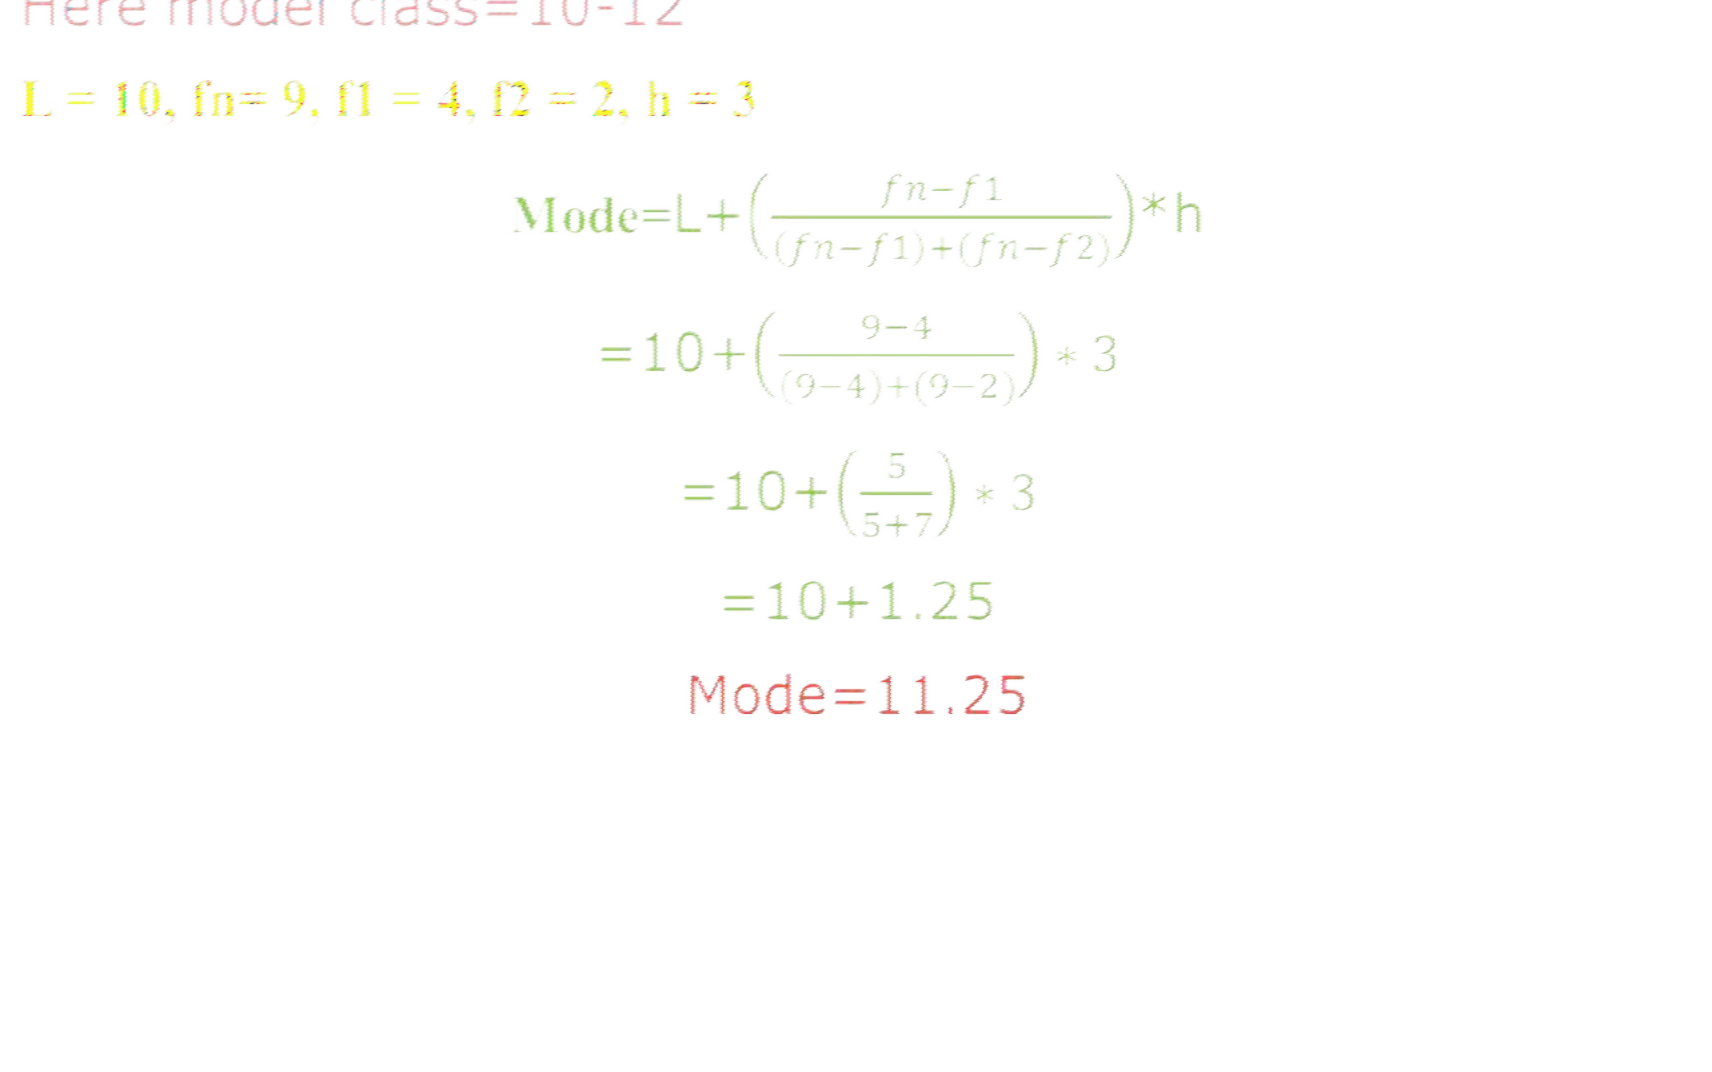 Here model class=10-12
L = 10, fn= 9, f1 = 4, f2 = 2, h = 3
Mode=L+(fn-f1/(fn-f1)+(fn-f2))*h
=10+(9-4/(9-4)+(9-2))*3
=10+(5/5+7)*3
=10+1.25
Mode=11.25